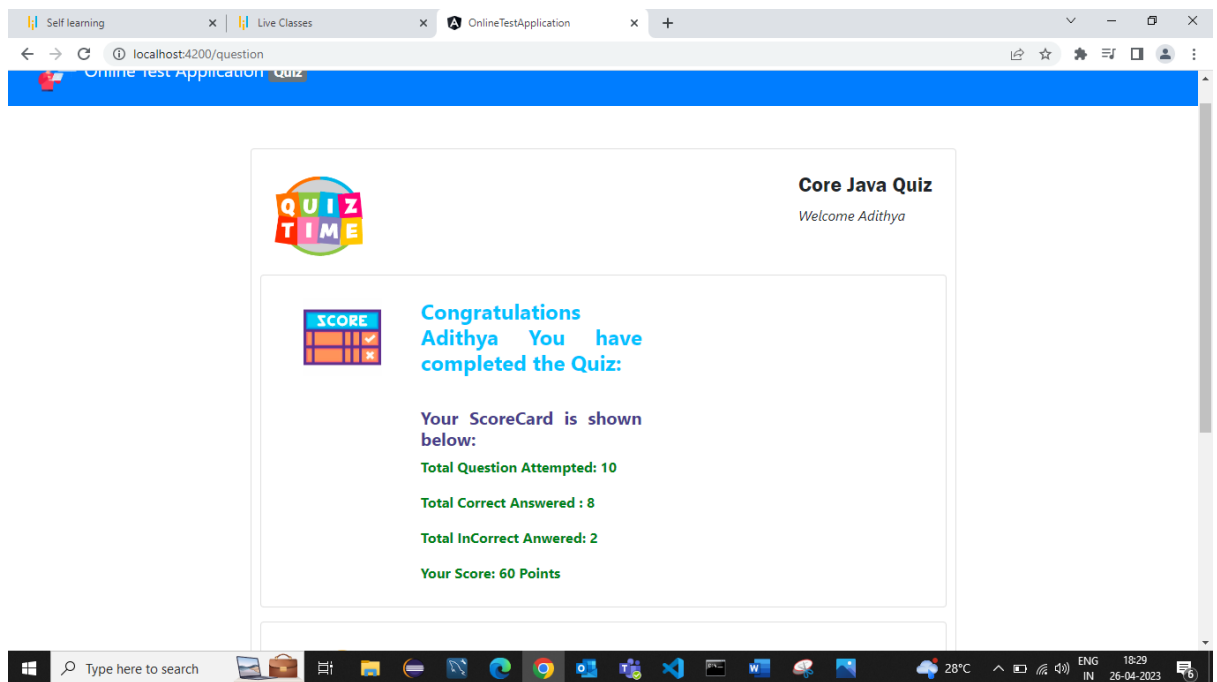 Self learning
Live Classes
OnlineTestApplication
localhost:4200/question
Online Test Application Quiz
QUIZ
TIME
Core Java Quiz
Welcome Adithya
SCORE
Congratulations
Adithya You have
completed the Quiz:
Your ScoreCard is shown
below:
Total Question Attempted: 10
Total Correct Answered : 8
Total InCorrect Anwered: 2
Your Score: 60 Points
Type here to search
28°C
ENG
IN
18:29
26-04-2023
6